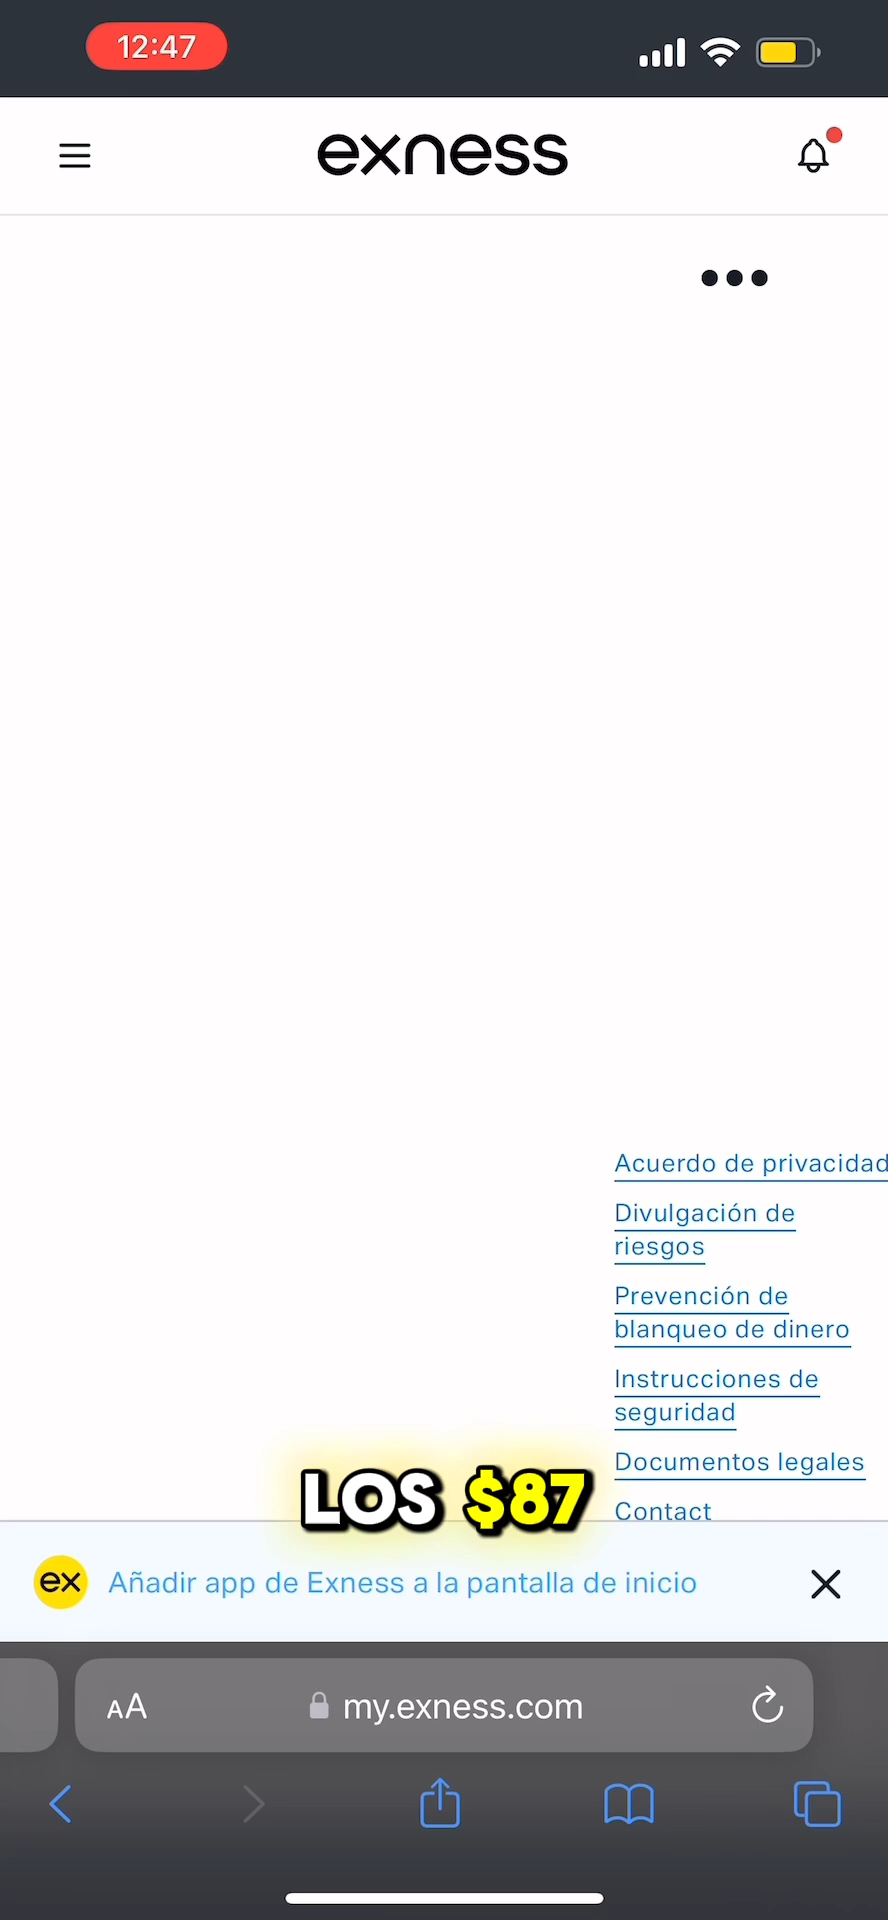 12:47
exness
Acuerdo de privacidad
Divulgación de
riesgos
Prevención de
blanqueo de dinero
Instrucciones de
seguridad
Documentos legales
Contact
LOS $87
ex Añadir app de Exness a la pantalla de inicio
AA my.exness.com